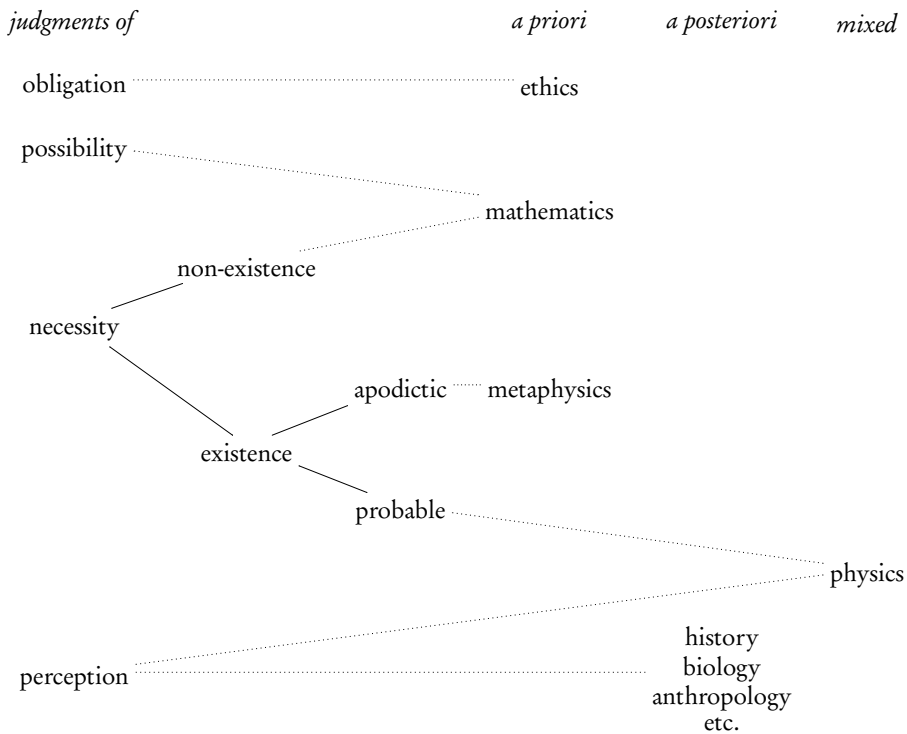 judgments of a priori a posteriori mixed
obligation ethics
possibility
mathematics
non-existence
necessity
apodictic metaphysics
existence
probable
physics
history
perception biology
anthropology
etc.